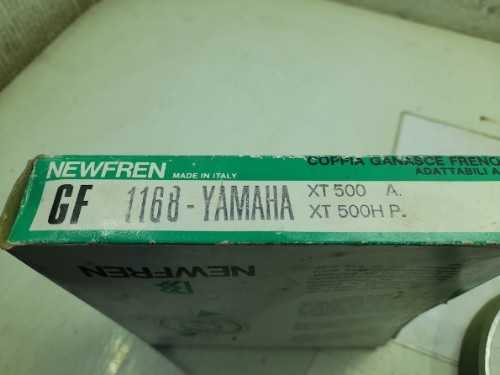 NEWFREN MADE IN ITALY
COPPIA GANASCE FRENO
ADATTABILI A
GF 1168-YAMAHA XT 500 A.
XT 500H P.
NEWFREN